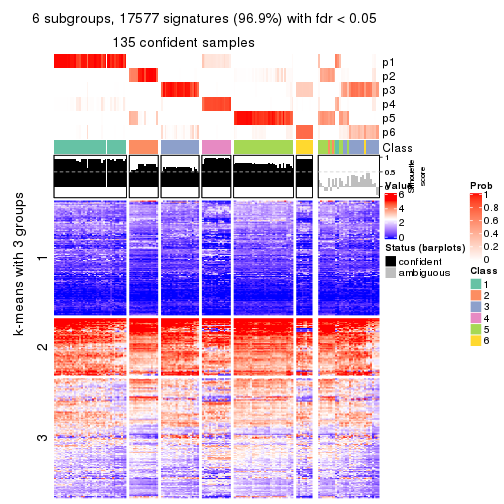 6 subgroups, 17577 signatures (96.9%) with fdr < 0.05
135 confident samples
p1
p2
p3
p4
p5
p6
Class
1
0.5
0
Silhouette
score
k-means with 3 groups
1
2
3
Value
6
4
2
0
Status (barplots)
confident
ambiguous
Prob
1
0.8
0.6
0.4
0.2
0
Class
1
2
3
4
5
6